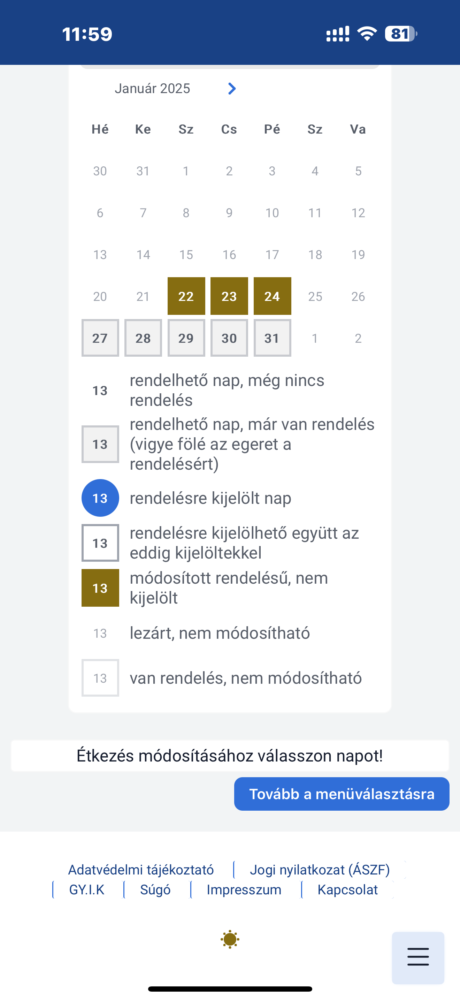 11:59 81
Január 2025
Hé Ke Sz Cs Pé Sz Va
30 31 1 2 3 4 5
6 7 8 9 10 11 12
13 14 15 16 17 18 19
20 21 22 23 24 25 26
27 28 29 30 31 1 2
13 rendelhető nap, még nincs
rendelés
rendelhető nap, már van rendelés
13 (vigye fölé az egeret a
rendelésért)
13 rendelésre kijelölt nap
13 rendelésre kijelölhető együtt az
eddig kijelöltekkel
13 módosított rendelésű, nem
kijelölt
13 lezárt, nem módosítható
13 van rendelés, nem módosítható
Étkezés módosításához válasszon napot!
Tovább a menüválasztásra
Adatvédelmi tájékoztató Jogi nyilatkozat (ÁSZF)
GY.I.K Súgó Impresszum Kapcsolat